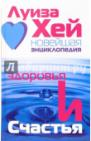 Луиза
Хей
новейшая
энциклопедия
здоровья
И
Счастья